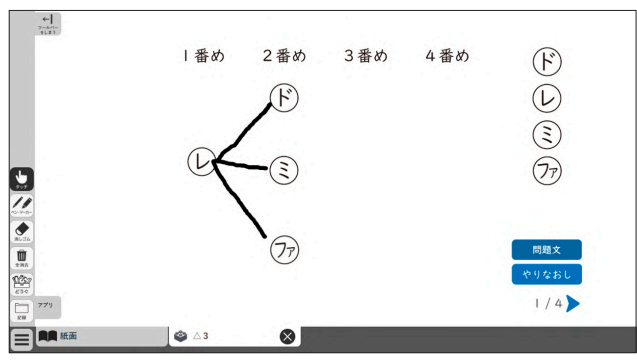 ツールバー
をしまう
1番め 2番め 3番め 4番め
ド
レ
ミ
ファ
ド
レ
ミ
ファ
タッチ
ペン・マーカー
消しゴム
全消去
どうぐ
記録
アプリ
問題文
やりなおし
1/4
紙面
△3